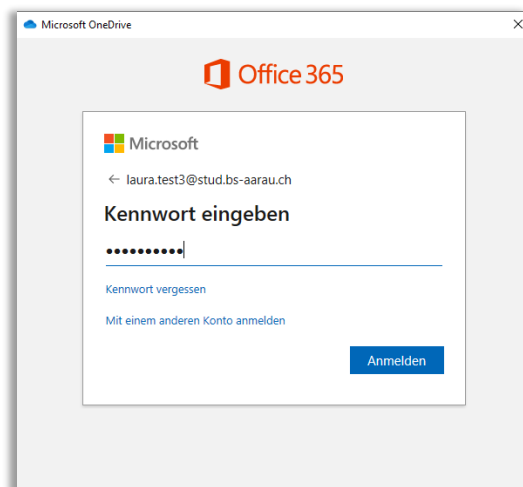 Microsoft OneDrive
Office 365
Microsoft
laura.test3@stud.bs-aarau.ch
Kennwort eingeben
••••••••••
Kennwort vergessen
Mit einem anderen Konto anmelden
Anmelden